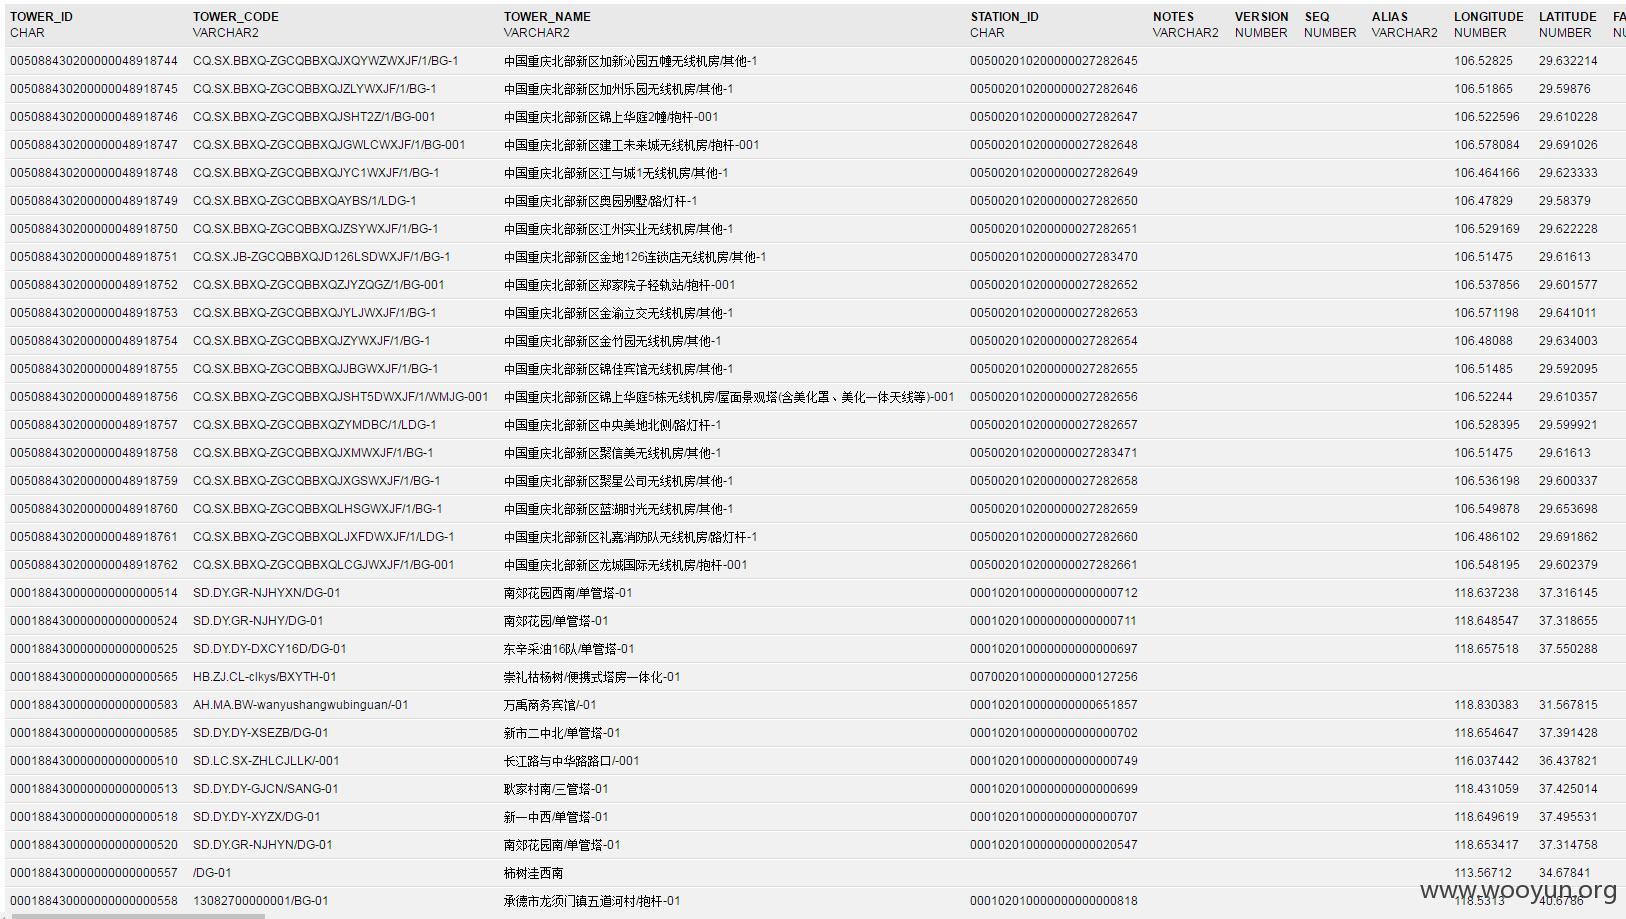 TOWER_ID TOWER_CODE TOWER_NAME STATION_ID NOTES VERSION SEQ ALIAS LONGITUDE LATITUDE FA
CHAR VARCHAR2 VARCHAR2 CHAR VARCHAR2 NUMBER NUMBER VARCHAR2 NUMBER NUMBER NU
005088430200000048918744 CQ.SX.BBXQ-ZGCQBBXQJXQYWZWXJF/1/BG-1 中国重庆北部新区加新沁园五幢无线机房/其他-1 005002010200000027282645 106.52825 29.632214
005088430200000048918745 CQ.SX.BBXQ-ZGCQBBXQJZLYWXJF/1/BG-1 中国重庆北部新区加州乐园无线机房/其他-1 005002010200000027282646 106.51865 29.59876
005088430200000048918746 CQ.SX.BBXQ-ZGCQBBXQJSHT2Z/1/BG-001 中国重庆北部新区锦上华庭2幢/抱杆-001 005002010200000027282647 106.522596 29.610228
005088430200000048918747 CQ.SX.BBXQ-ZGCQBBXQJGWLCWXJF/1/BG-001 中国重庆北部新区建工未来城无线机房/抱杆-001 005002010200000027282648 106.578084 29.691026
005088430200000048918748 CQ.SX.BBXQ-ZGCQBBXQJYC1WXJF/1/BG-1 中国重庆北部新区江与城1无线机房/其他-1 005002010200000027282649 106.464166 29.623333
005088430200000048918749 CQ.SX.BBXQ-ZGCQBBXQAYBS/1/LDG-1 中国重庆北部新区奥园别墅/路灯杆-1 005002010200000027282650 106.47829 29.58379
005088430200000048918750 CQ.SX.BBXQ-ZGCQBBXQJZSYWXJF/1/BG-1 中国重庆北部新区江州实业无线机房/其他-1 005002010200000027282651 106.529169 29.622228
005088430200000048918751 CQ.SX.JB-ZGCQBBXQJD126LSDWXJF/1/BG-1 中国重庆北部新区金地126连锁店无线机房/其他-1 005002010200000027283470 106.51475 29.61613
005088430200000048918752 CQ.SX.BBXQ-ZGCQBBXQZJYZQGZ/1/BG-001 中国重庆北部新区郑家院子轻轨站/抱杆-001 005002010200000027282652 106.537856 29.601577
005088430200000048918753 CQ.SX.BBXQ-ZGCQBBXQJYLJWXJF/1/BG-1 中国重庆北部新区金渝立交无线机房/其他-1 005002010200000027282653 106.571198 29.641011
005088430200000048918754 CQ.SX.BBXQ-ZGCQBBXQJZYWXJF/1/BG-1 中国重庆北部新区金竹园无线机房/其他-1 005002010200000027282654 106.48088 29.634003
005088430200000048918755 CQ.SX.BBXQ-ZGCQBBXQJJBGWXJF/1/BG-1 中国重庆北部新区锦佳宾馆无线机房/其他-1 005002010200000027282655 106.51485 29.592095
005088430200000048918756 CQ.SX.BBXQ-ZGCQBBXQJSHT5DWXJF/1/WMJG-001 中国重庆北部新区锦上华庭5栋无线机房/屋面景观塔(含美化罩、美化一体天线等)-001 005002010200000027282656 106.52244 29.610357
005088430200000048918757 CQ.SX.BBXQ-ZGCQBBXQZYMDBC/1/LDG-1 中国重庆北部新区中央美地北侧/路灯杆-1 005002010200000027282657 106.528395 29.599921
005088430200000048918758 CQ.SX.BBXQ-ZGCQBBXQJXMWXJF/1/BG-1 中国重庆北部新区聚信美无线机房/其他-1 005002010200000027283471 106.51475 29.61613
005088430200000048918759 CQ.SX.BBXQ-ZGCQBBXQJXGSWXJF/1/BG-1 中国重庆北部新区聚星公司无线机房/其他-1 005002010200000027282658 106.536198 29.600337
005088430200000048918760 CQ.SX.BBXQ-ZGCQBBXQLHSGWXJF/1/BG-1 中国重庆北部新区蓝湖时光无线机房/其他-1 005002010200000027282659 106.549878 29.653698
005088430200000048918761 CQ.SX.BBXQ-ZGCQBBXQLJXFDWXJF/1/LDG-1 中国重庆北部新区礼嘉消防队无线机房/路灯杆-1 005002010200000027282660 106.486102 29.691862
005088430200000048918762 CQ.SX.BBXQ-ZGCQBBXQLCGJWXJF/1/BG-001 中国重庆北部新区龙城国际无线机房/抱杆-001 005002010200000027282661 106.548195 29.602379
000188430000000000000514 SD.DY.GR-NJHYXN/DG-01 南郊花园西南/单管塔-01 000102010000000000000712 118.637238 37.316145
000188430000000000000524 SD.DY.GR-NJHY/DG-01 南郊花园/单管塔-01 000102010000000000000711 118.648547 37.318655
000188430000000000000525 SD.DY.DY-DXCY16D/DG-01 东辛采油16队/单管塔-01 000102010000000000000697 118.657518 37.550288
000188430000000000000565 HB.ZJ.CL-clkys/BXYTH-01 崇礼枯杨树/便携式塔房一体化-01 007002010000000000127256
000188430000000000000583 AH.MA.BW-wanyushangwubinguan/-01 万禹商务宾馆/-01 000102010000000000651857 118.830383 31.567815
000188430000000000000585 SD.DY.DY-XSEZB/DG-01 新市二中北/单管塔-01 000102010000000000000702 118.654647 37.391428
000188430000000000000510 SD.LC.SX-ZHLCJLLK/-001 长江路与中华路路口/-001 000102010000000000000749 116.037442 36.437821
000188430000000000000513 SD.DY.DY-GJCN/SANG-01 耿家村南/三管塔-01 000102010000000000000699 118.431059 37.425014
000188430000000000000518 SD.DY.DY-XYZX/DG-01 新一中西/单管塔-01 000102010000000000000707 118.649619 37.495531
000188430000000000000520 SD.DY.GR-NJHYN/DG-01 南郊花园南/单管塔-01 000102010000000000020547 118.653417 37.314758
000188430000000000000557 /DG-01 柿树洼西南 113.56712 34.67841
000188430000000000000558 13082700000001/BG-01 承德市龙须门镇五道河村/抱杆-01 000102010000000000000818 118.5313 40.6786
www.wooyun.org